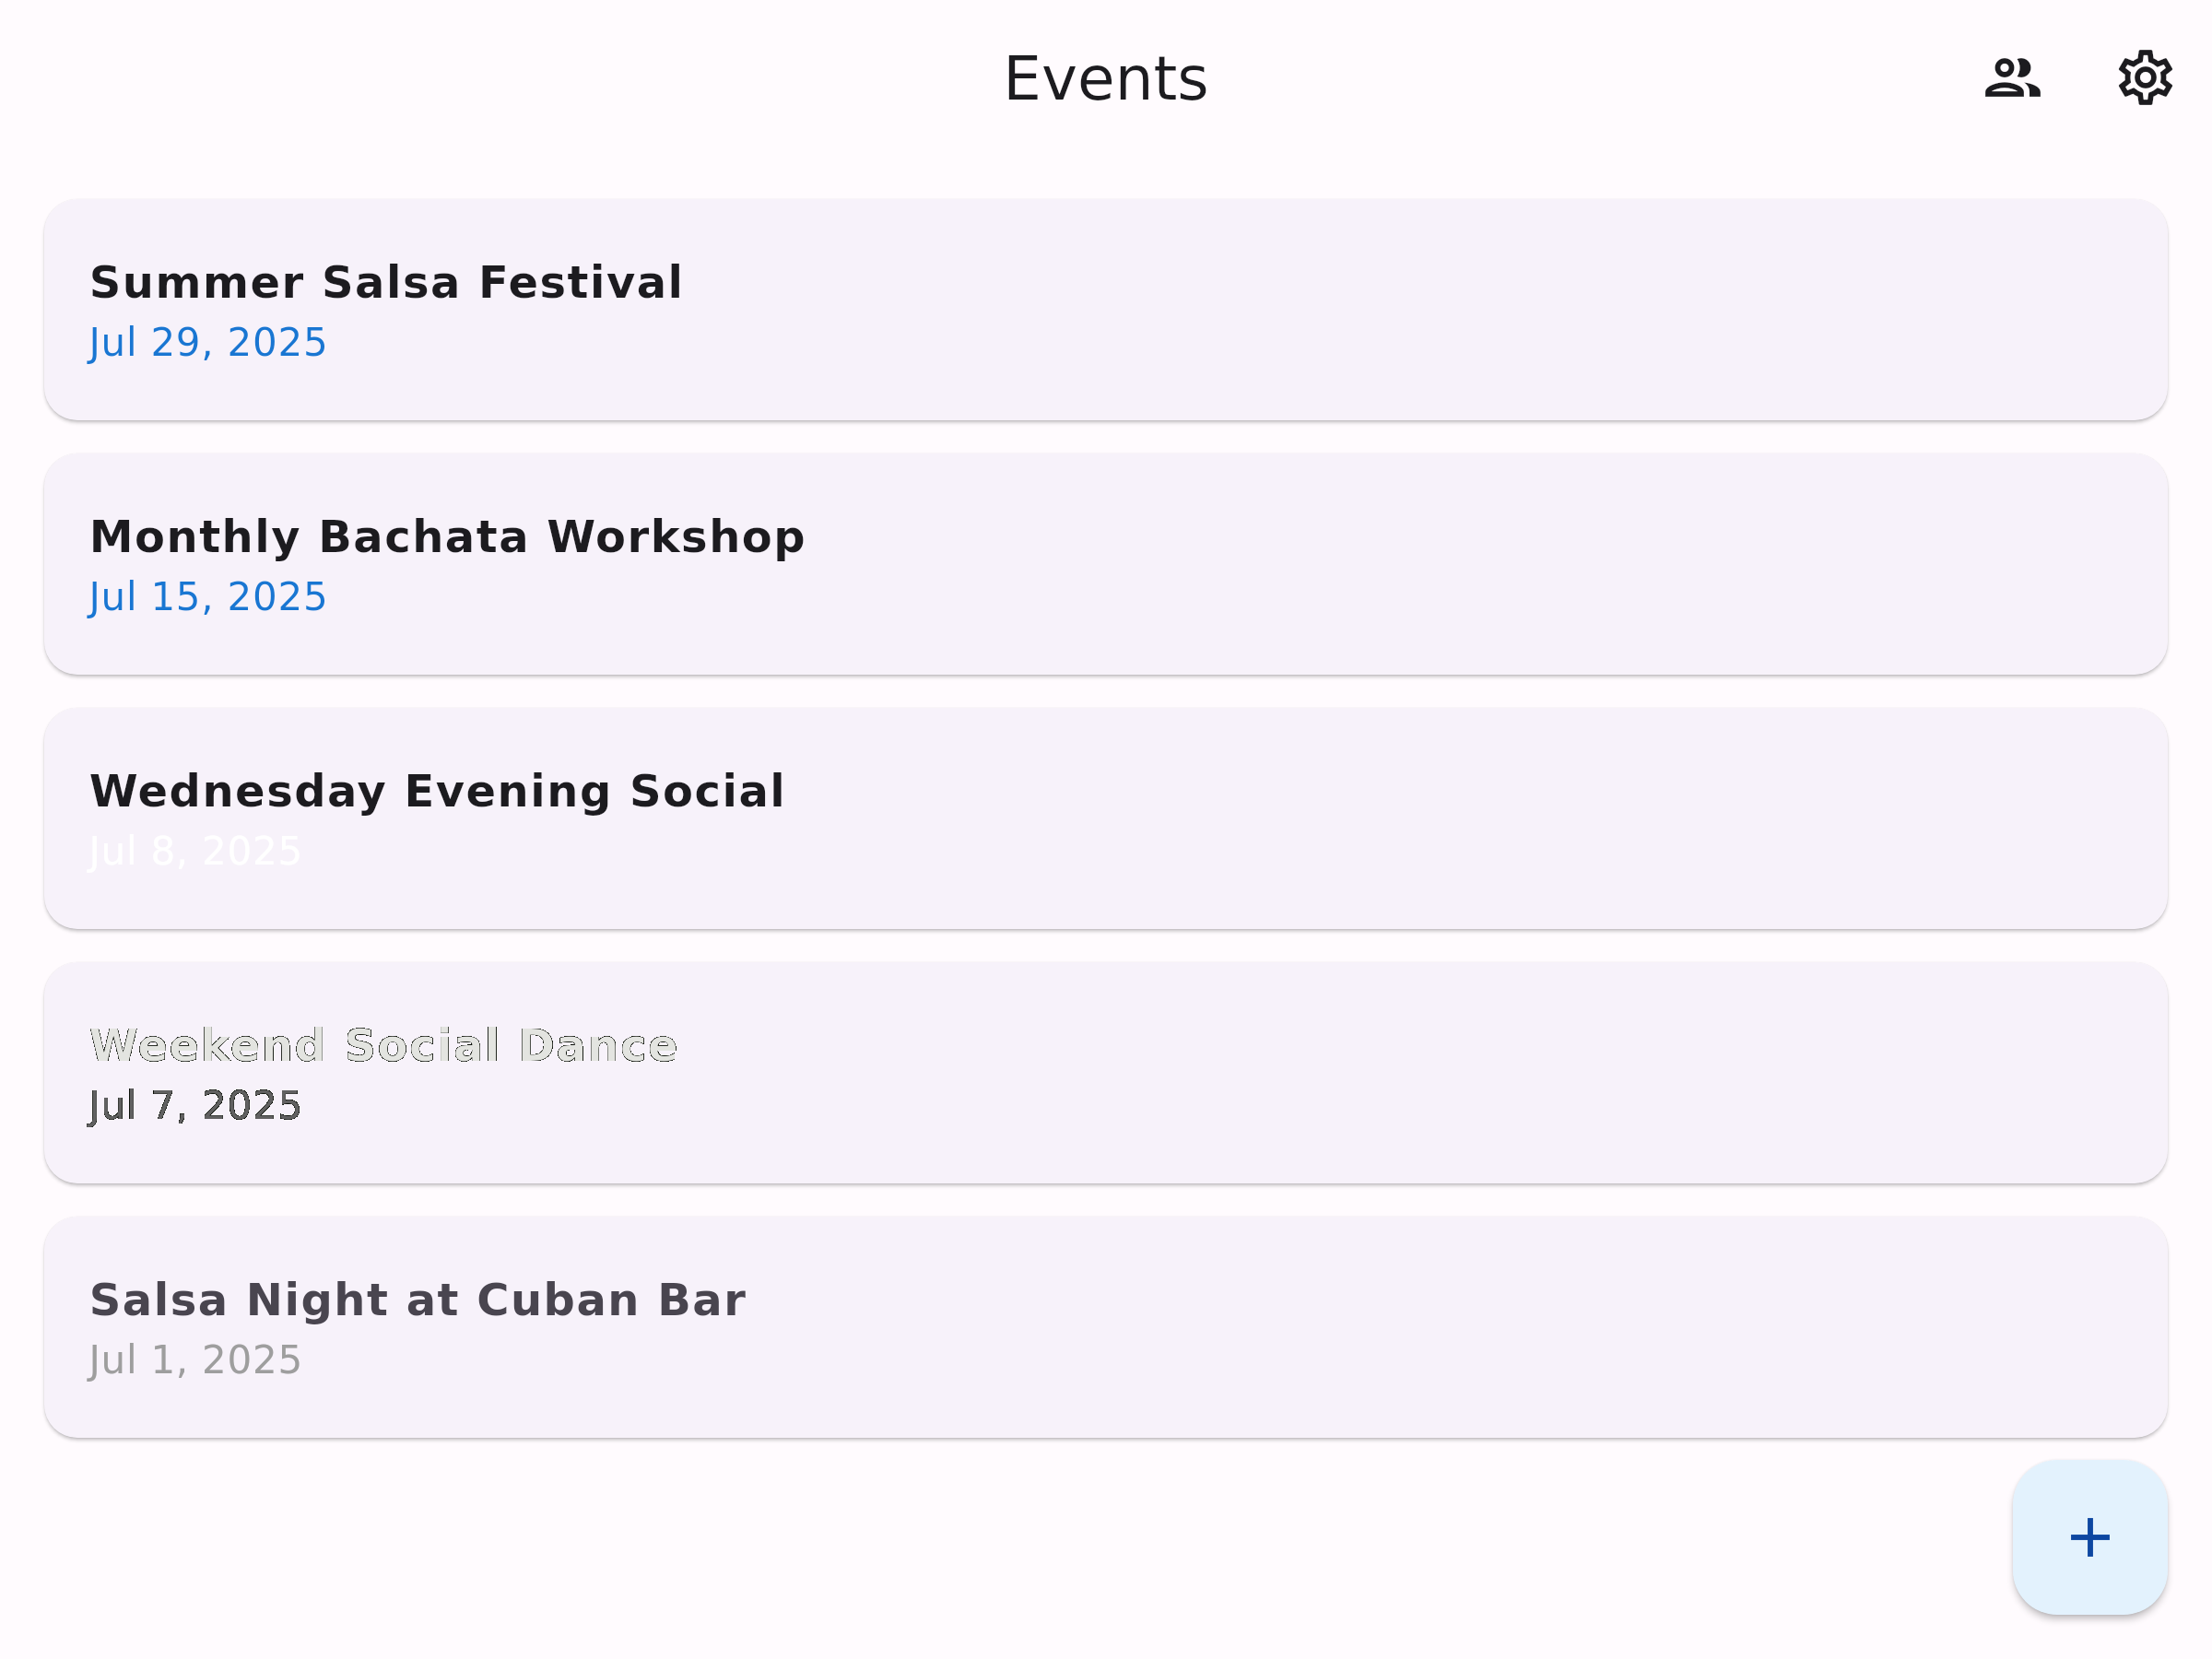 Events
Summer Salsa Festival
Jul 29, 2025
Monthly Bachata Workshop
Jul 15, 2025
Wednesday Evening Social
Jul 8, 2025
Weekend Social Dance
Jul 7, 2025
Salsa Night at Cuban Bar
Jul 1, 2025